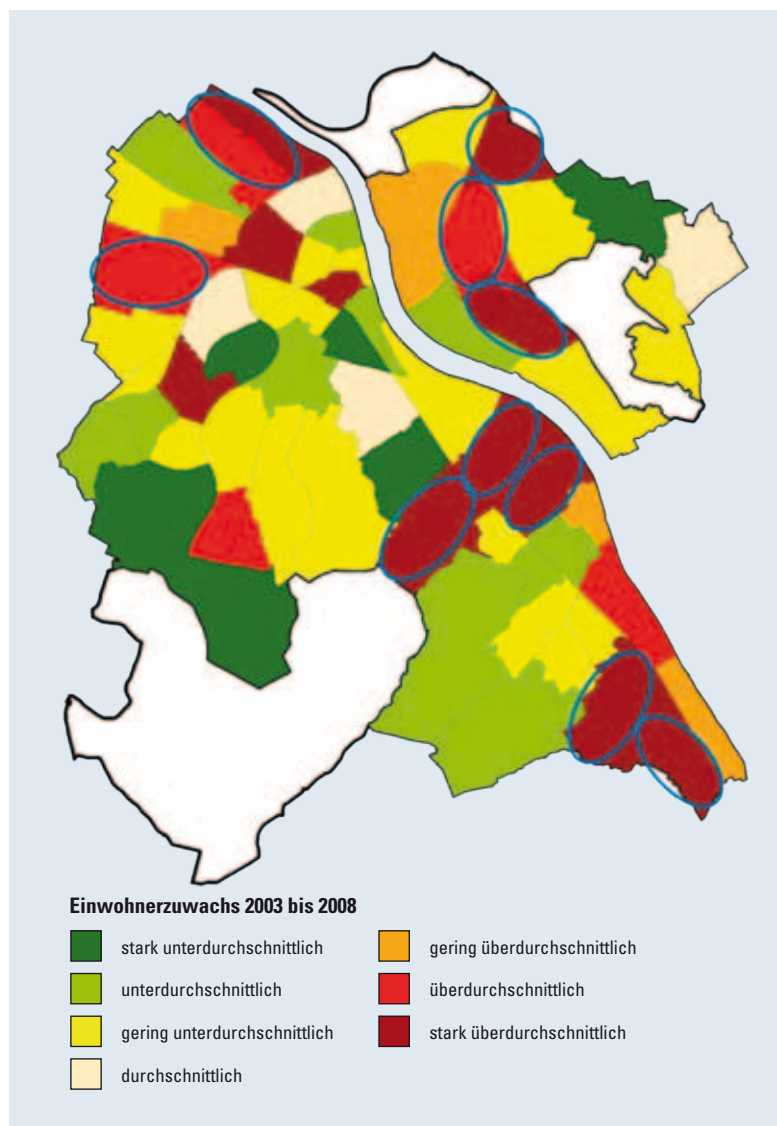 Einwohnerzuwachs 2003 bis 2008
stark unterdurchschnittlich
unterdurchschnittlich
gering unterdurchschnittlich
durchschnittlich
gering überdurchschnittlich
überdurchschnittlich
stark überdurchschnittlich